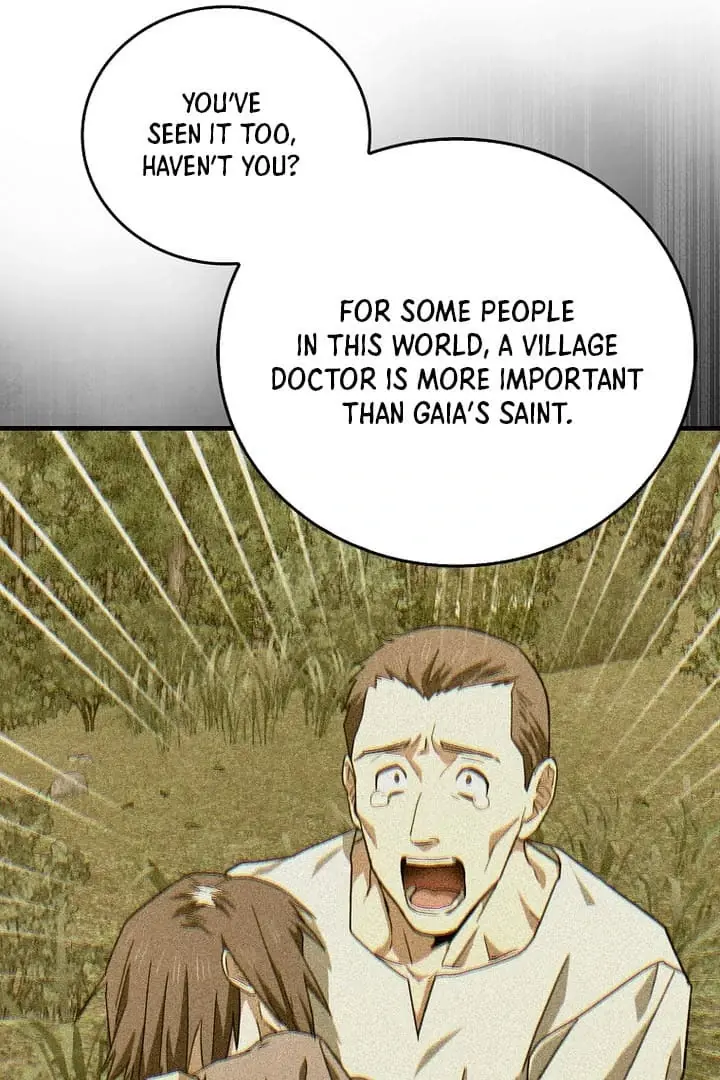 YOU'VE
SEEN IT TOO,
HAVEN'T YOU?
FOR SOME PEOPLE
IN THIS WORLD, A VILLAGE
DOCTOR IS MORE IMPORTANT
THAN GAIA'S SAINT.